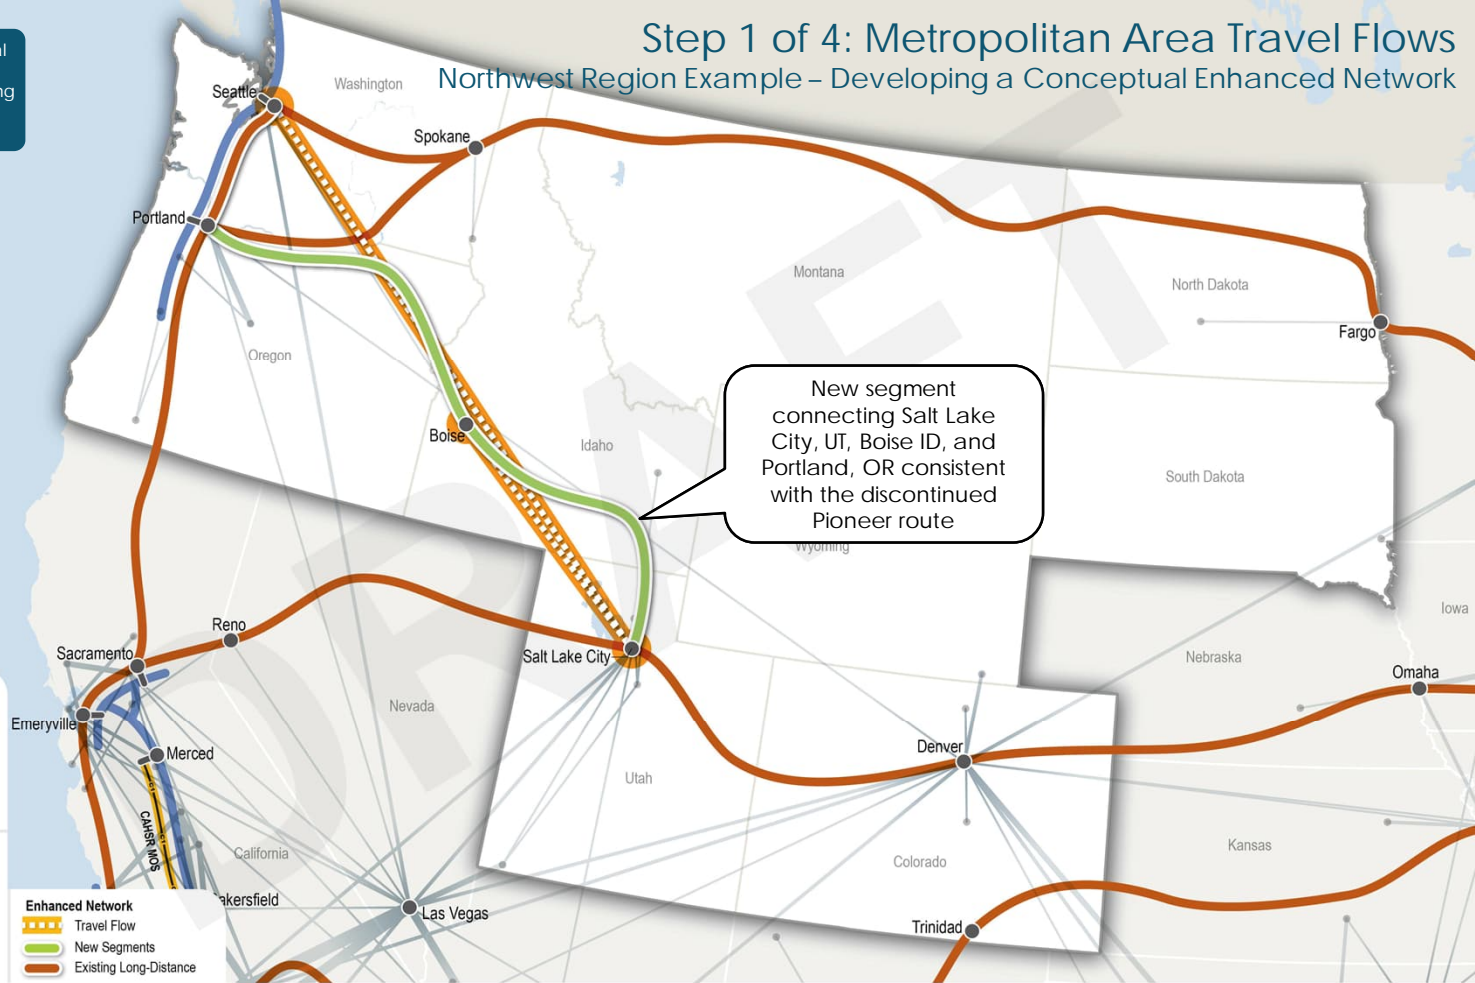 Step 1 of 4: Metropolitan Area Travel Flows
Northwest Region Example – Developing a Conceptual Enhanced Network
Seattle
Washington
Spokane
Portland
Montana
North Dakota
Fargo
Oregon
New segment
connecting Salt Lake
City, UT, Boise ID, and
Portland, OR consistent
with the discontinued
Pioneer route
Boise
Idaho
South Dakota
Wyoming
Iowa
Reno
Sacramento
Salt Lake City
Nebraska
Omaha
Nevada
Emeryville
Merced
Denver
Utah
CAHSR MOS
California
Colorado
Kansas
Las Vegas
Trinidad
Enhanced Network
Travel Flow
New Segments
Existing Long-Distance
DRAFT